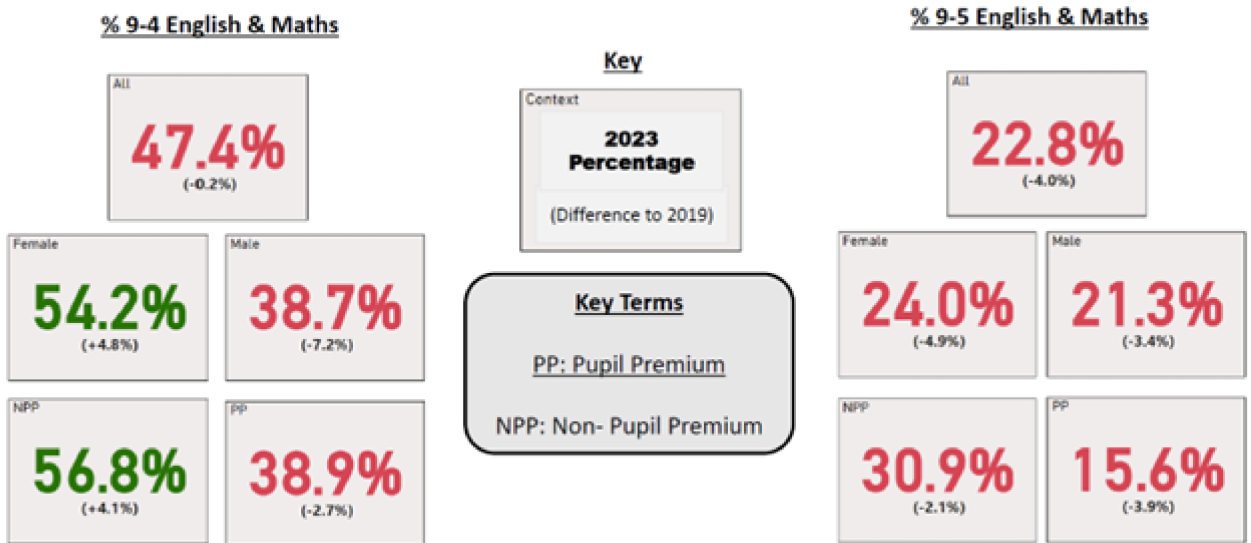 % 9-4 English & Maths
All
47.4%
(-0.2%)
Female
54.2%
(+4.8%)
Male
38.7%
(-7.2%)
NPP
56.8%
(+4.1%)
PP
38.9%
(-2.7%)
Key
Context
2023
Percentage
(Difference to 2019)
Key Terms
PP: Pupil Premium
NPP: Non- Pupil Premium
% 9-5 English & Maths
All
22.8%
(-4.0%)
Female
24.0%
(-4.9%)
Male
21.3%
(-3.4%)
NPP
30.9%
(-2.1%)
PP
15.6%
(-3.9%)